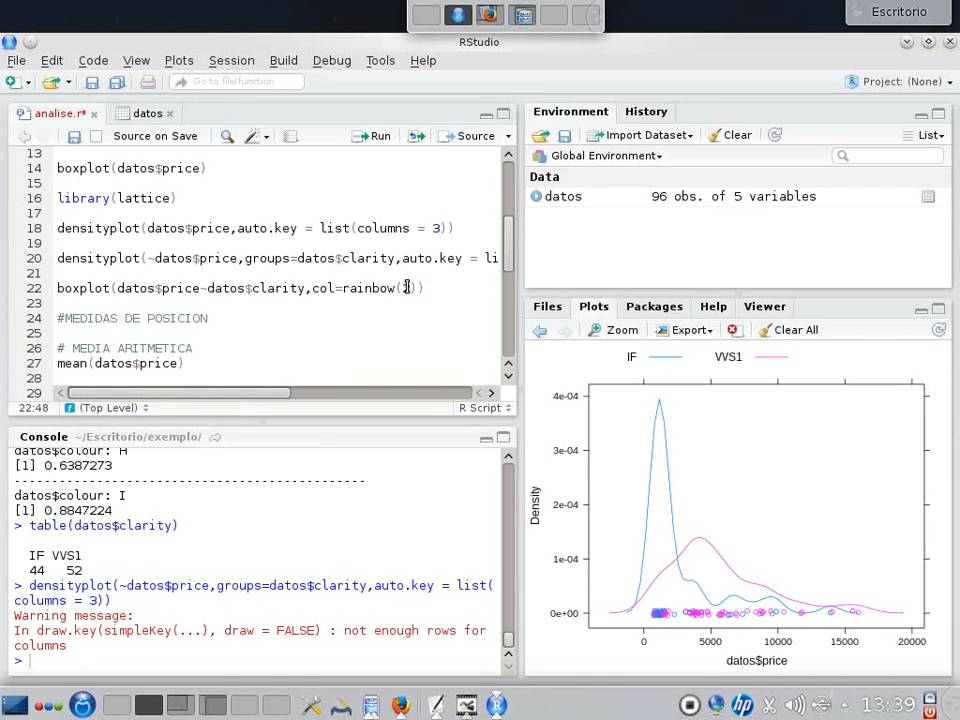 Escritorio
RStudio
File Edit Code View Plots Session Build Debug Tools Help
Go to file/function
Project: (None)
analise.r*
datos
Source on Save
Run
Source
13
14 boxplot(datos$price)
15
16 library(lattice)
17
18 densityplot(datos$price,auto.key = list(columns = 3))
19
20 densityplot(~datos$price,groups=datos$clarity,auto.key = li
21
22 boxplot(datos$price~datos$clarity,col=rainbow(2))
23
24 #MEDIDAS DE POSICION
25
26 # MEDIA ARITMETICA
27 mean(datos$price)
28
29
22:48 (Top Level) R Script
Console ~/Escritorio/exemplo/
datos$colour: H
[1] 0.6387273
-----------------------------------------------
datos$colour: I
[1] 0.8847224
> table(datos$clarity)
IF VVS1
44 52
> densityplot(~datos$price,groups=datos$clarity,auto.key = list(
columns = 3))
Warning message:
In draw.key(simpleKey(...), draw = FALSE) : not enough rows for
columns
>
Environment History
Import Dataset Clear List
Global Environment
Data
datos 96 obs. of 5 variables
Files Plots Packages Help Viewer
Zoom Export Clear All
IF VVS1
4e-04
3e-04
2e-04
1e-04
0e+00
Density
0 5000 10000 15000 20000
datos$price
hp
13:39